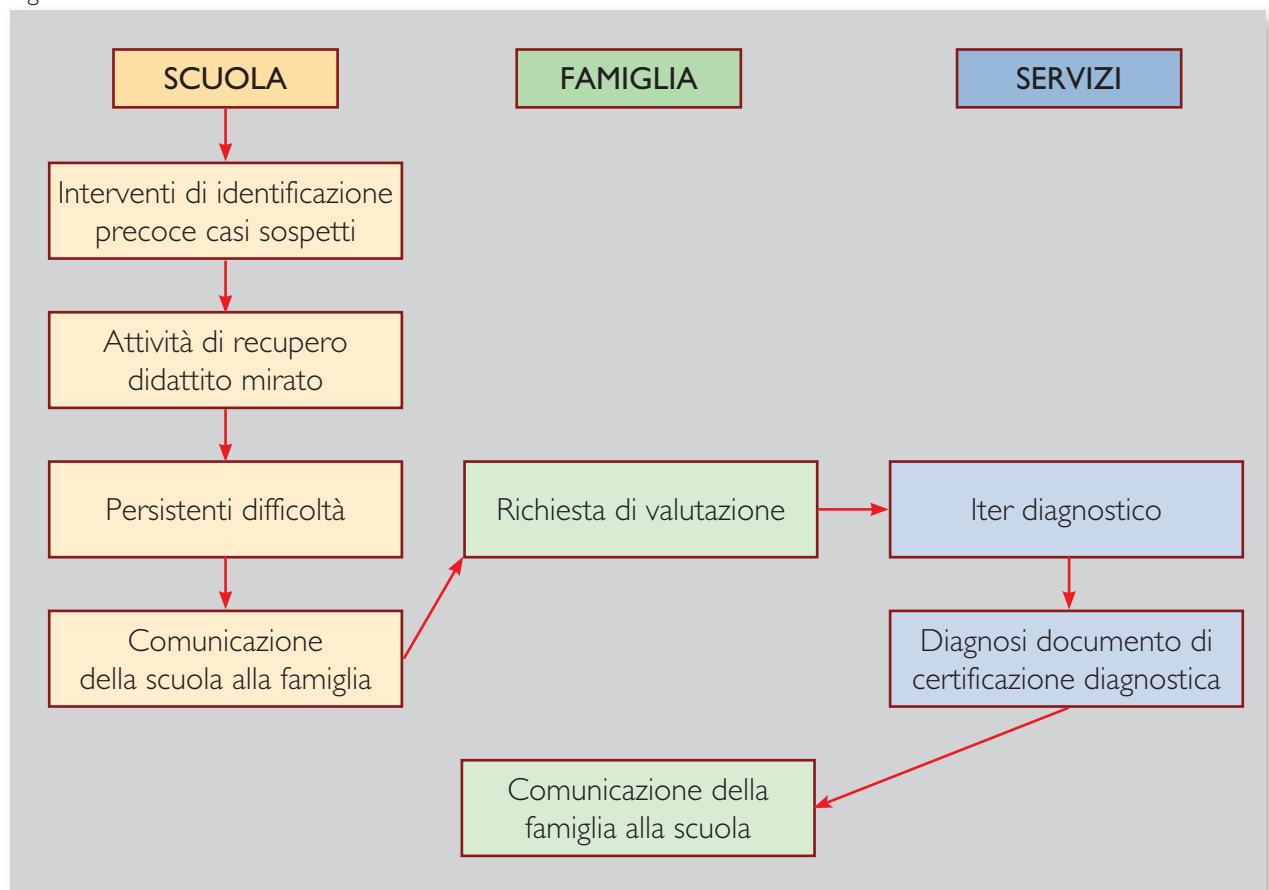 SCUOLA
FAMIGLIA
SERVIZI
Interventi di identificazione
precoce casi sospetti
Attività di recupero
didattito mirato
Persistenti difficoltà
Richiesta di valutazione
Iter diagnostico
Comunicazione
della scuola alla famiglia
Diagnosi documento di
certificazione diagnostica
Comunicazione della
famiglia alla scuola